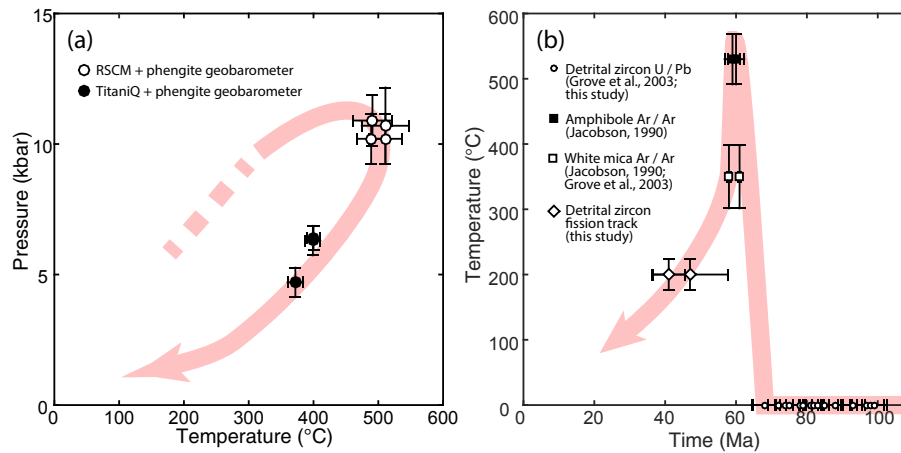 (a)
RSCM + phengite geobarometer
TitaniQ + phengite geobarometer
Pressure (kbar)
15
10
5
0
0
100
200
300
400
500
600
Temperature (°C)
(b)
Detrital zircon U / Pb
(Grove et al., 2003;
this study)
Amphibole Ar / Ar
(Jacobson, 1990)
White mica Ar / Ar
(Jacobson, 1990;
Grove et al., 2003)
Detrital zircon
fission track
(this study)
Temperature (°C)
600
500
400
300
200
100
0
0
20
40
60
80
100
Time (Ma)